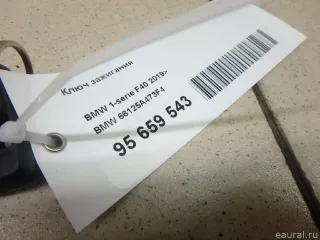 Ключ зажигания
BMW 1-serie F40 2019>
BMW 66125A473F4
95 659 543
eaural.ru